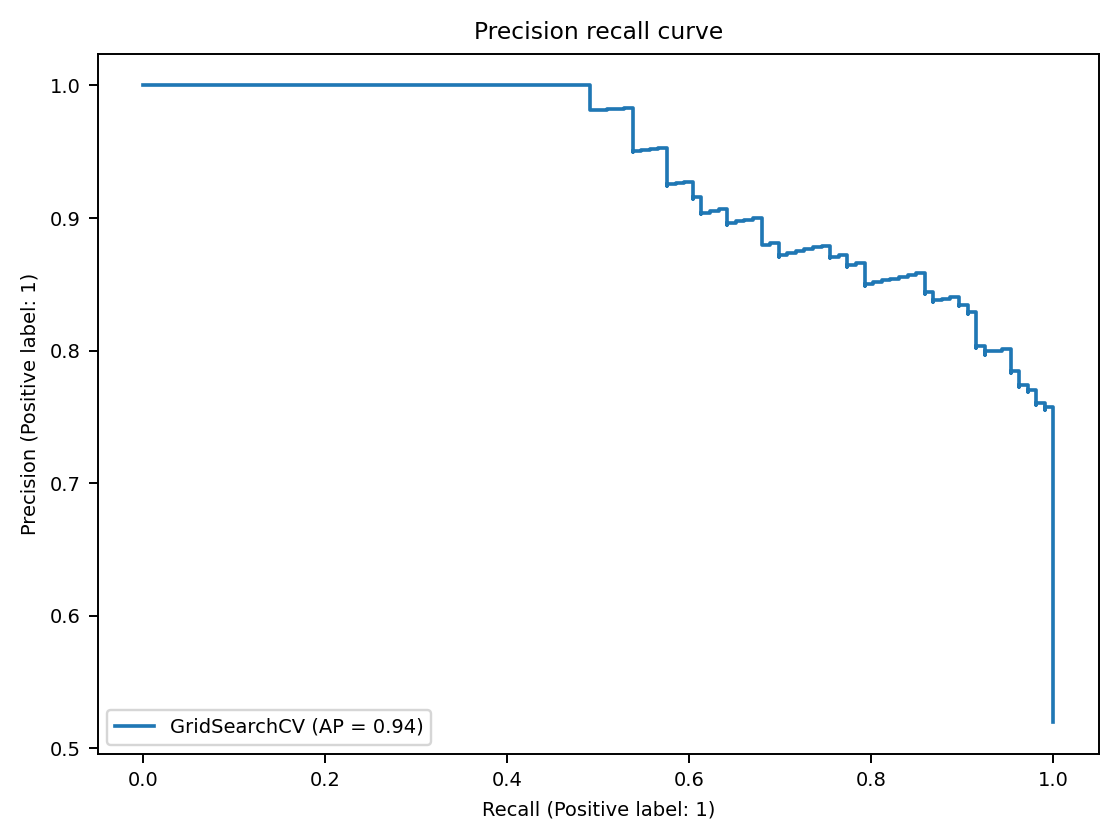 Precision recall curve
1.0
0.9
0.8
0.7
0.6
0.5
Precision (Positive label: 1)
GridSearchCV (AP = 0.94)
0.0 0.2 0.4 0.6 0.8 1.0
Recall (Positive label: 1)